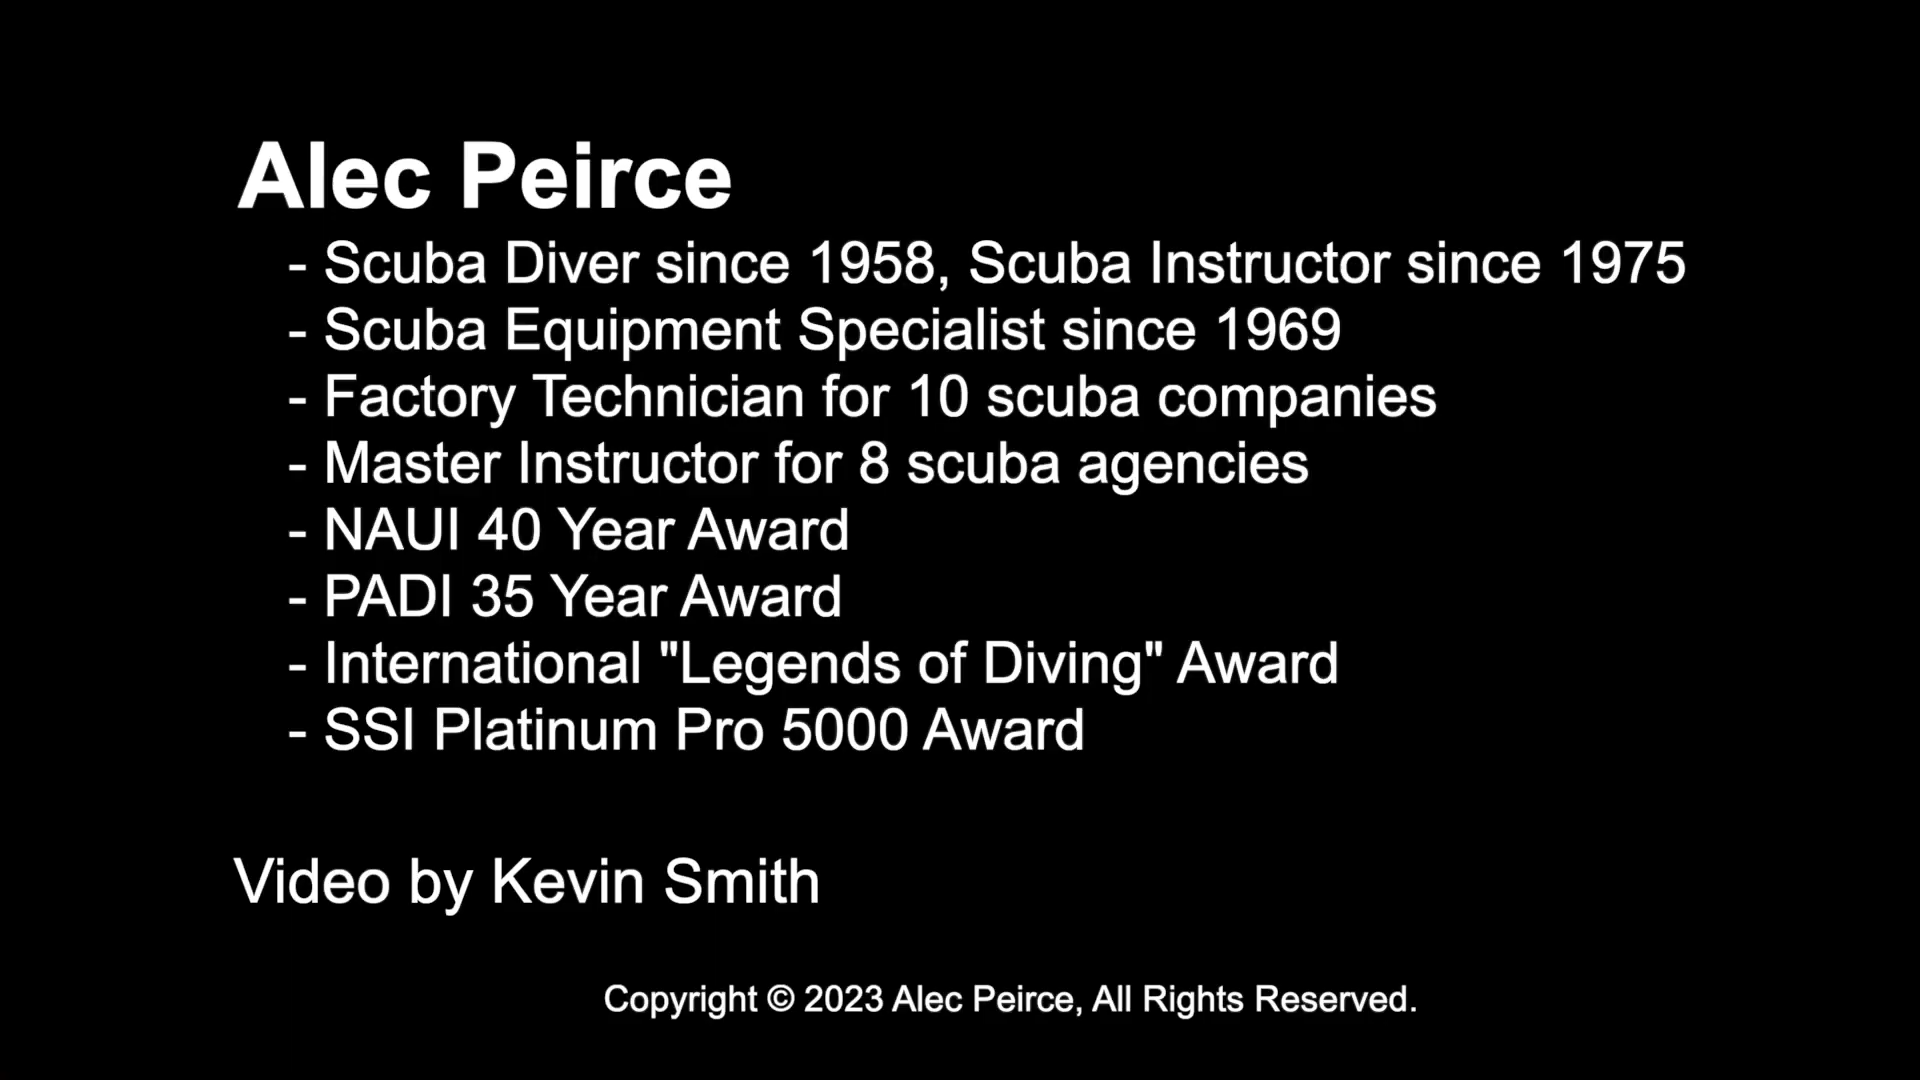 Alec Peirce
- Scuba Diver since 1958, Scuba Instructor since 1975
- Scuba Equipment Specialist since 1969
- Factory Technician for 10 scuba companies
- Master Instructor for 8 scuba agencies
- NAUI 40 Year Award
- PADI 35 Year Award
- International "Legends of Diving" Award
- SSI Platinum Pro 5000 Award
Video by Kevin Smith
Copyright © 2023 Alec Peirce, All Rights Reserved.